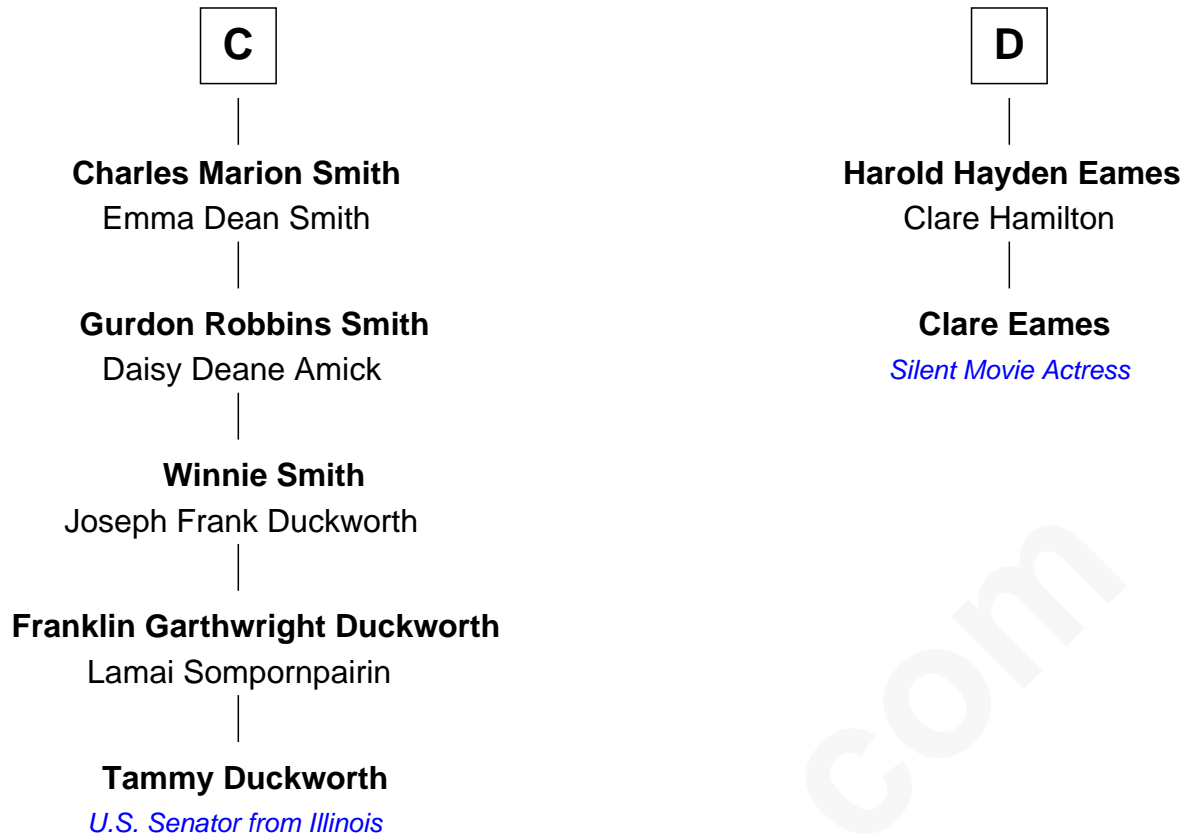 C
Charles Marion Smith
Emma Dean Smith
Gurdon Robbins Smith
Daisy Deane Amick
Winnie Smith
Joseph Frank Duckworth
Franklin Garthwright Duckworth
Lamai Sompornpairin
Tammy Duckworth
U.S. Senator from Illinois
D
Harold Hayden Eames
Clare Hamilton
Clare Eames
Silent Movie Actress
com